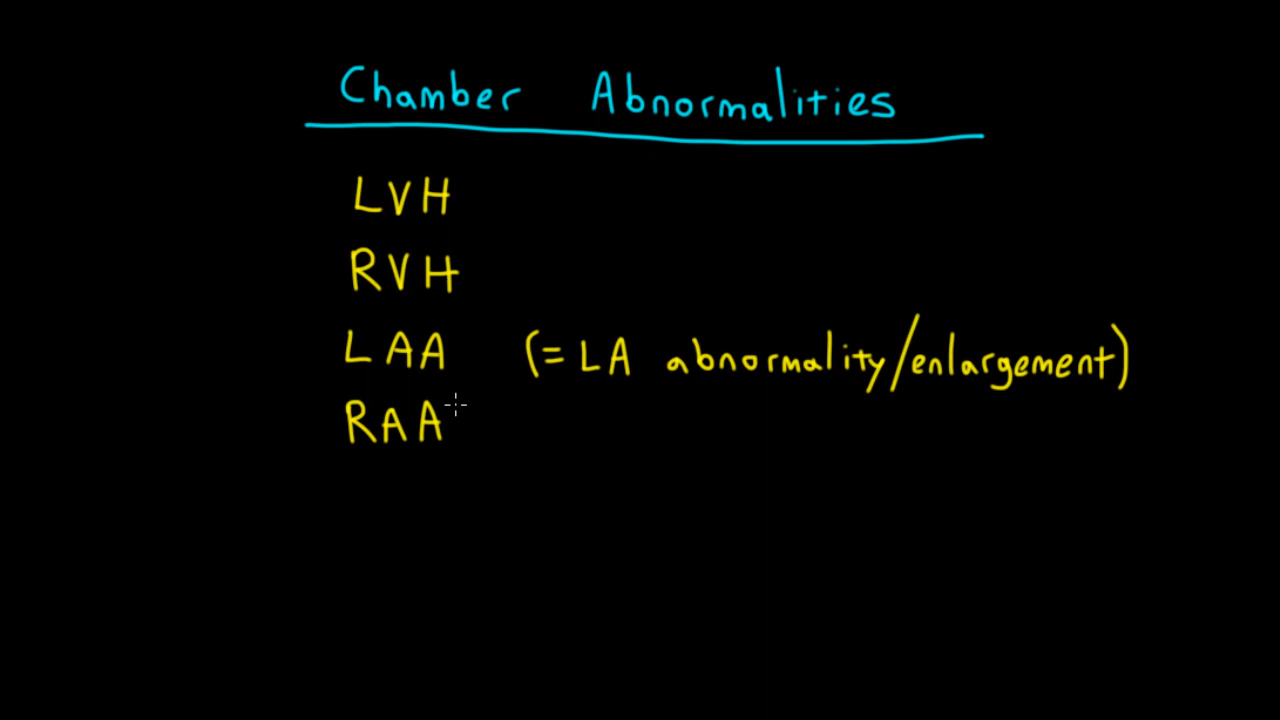 Chamber Abnormalities
LVH
RVH
LAA (= LA abnormality/enlargement)
RAA